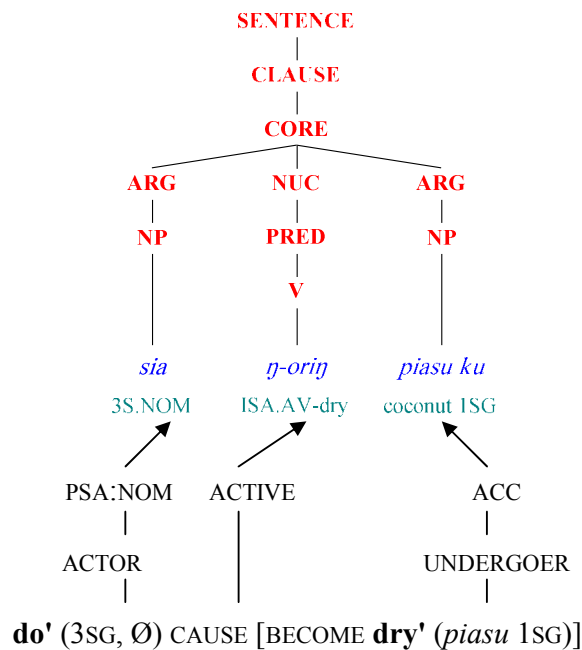 SENTENCE
CLAUSE
CORE
ARG NUC ARG
NP PRED NP
V
sia ŋ-oriŋ piasu ku
3S.NOM ISA.AV-dry coconut 1SG
PSA:NOM ACTIVE ACC
ACTOR UNDERGOER
do' (3SG, Ø) CAUSE [BECOME dry' (piasu 1SG)]